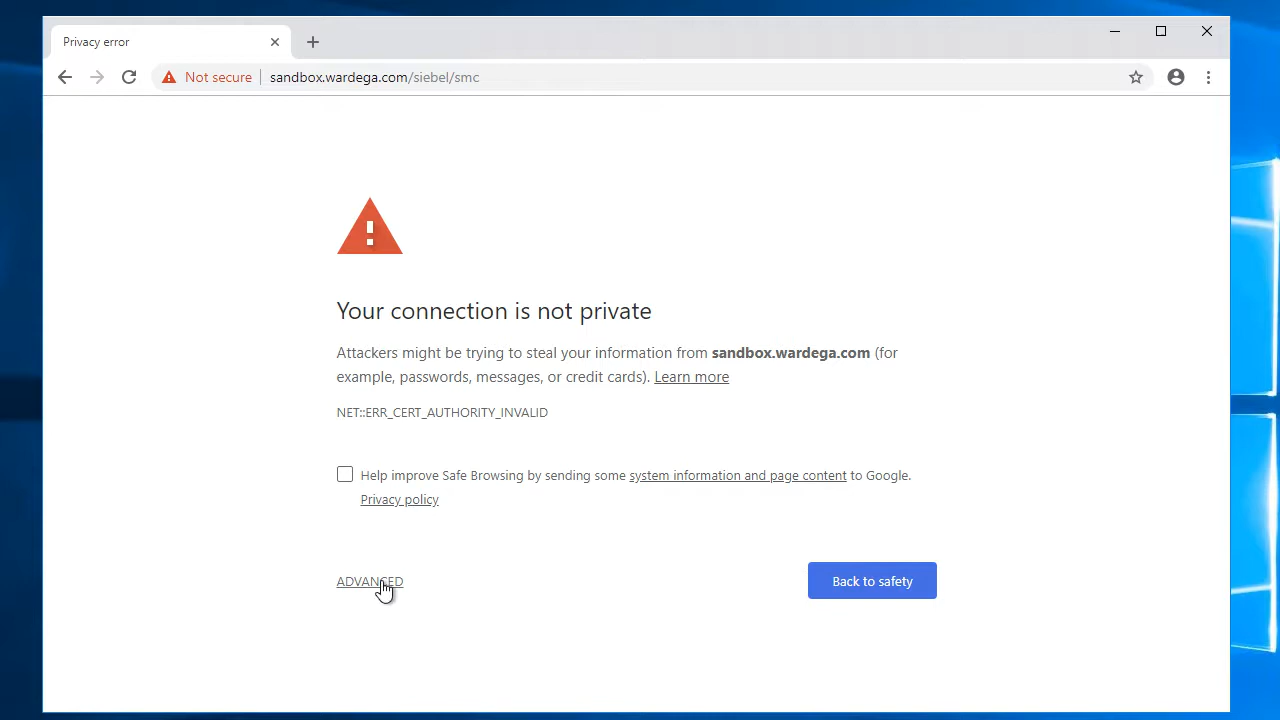 Privacy error
Not secure sandbox.wardega.com/siebel/smc
!
Your connection is not private
Attackers might be trying to steal your information from sandbox.wardega.com (for
example, passwords, messages, or credit cards). Learn more
NET::ERR_CERT_AUTHORITY_INVALID
Help improve Safe Browsing by sending some system information and page content to Google.
Privacy policy
ADVANCED
Back to safety